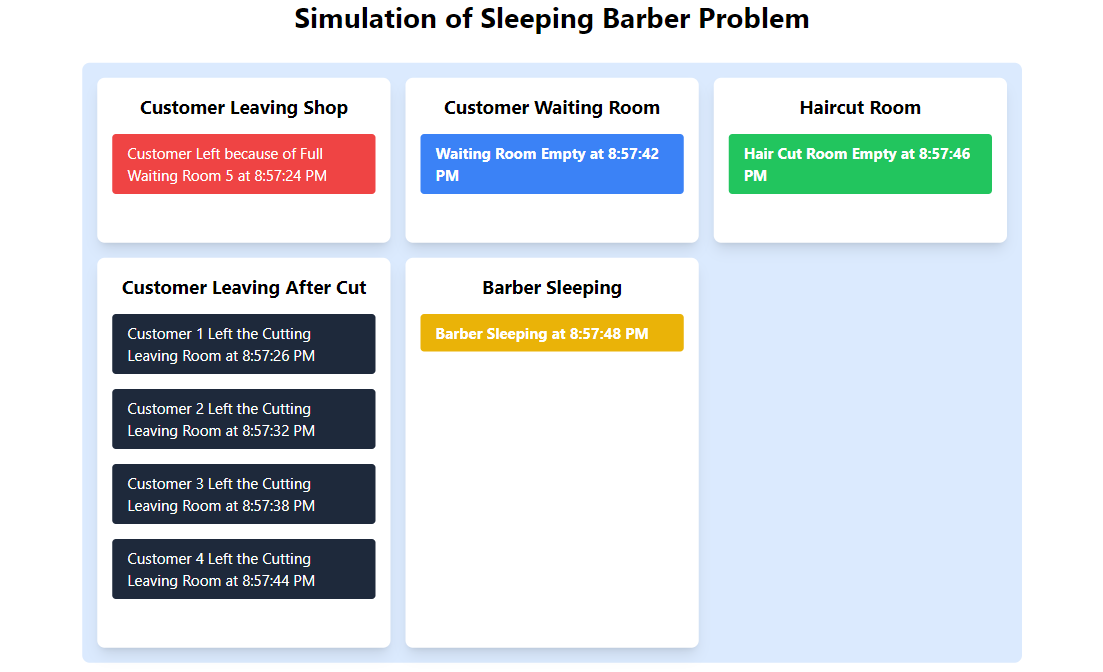 Simulation of Sleeping Barber Problem
Customer Leaving Shop
Customer Left because of Full
Waiting Room 5 at 8:57:24 PM
Customer Waiting Room
Waiting Room Empty at 8:57:42
PM
Haircut Room
Hair Cut Room Empty at 8:57:46
PM
Customer Leaving After Cut
Customer 1 Left the Cutting
Leaving Room at 8:57:26 PM
Customer 2 Left the Cutting
Leaving Room at 8:57:32 PM
Customer 3 Left the Cutting
Leaving Room at 8:57:38 PM
Customer 4 Left the Cutting
Leaving Room at 8:57:44 PM
Barber Sleeping
Barber Sleeping at 8:57:48 PM